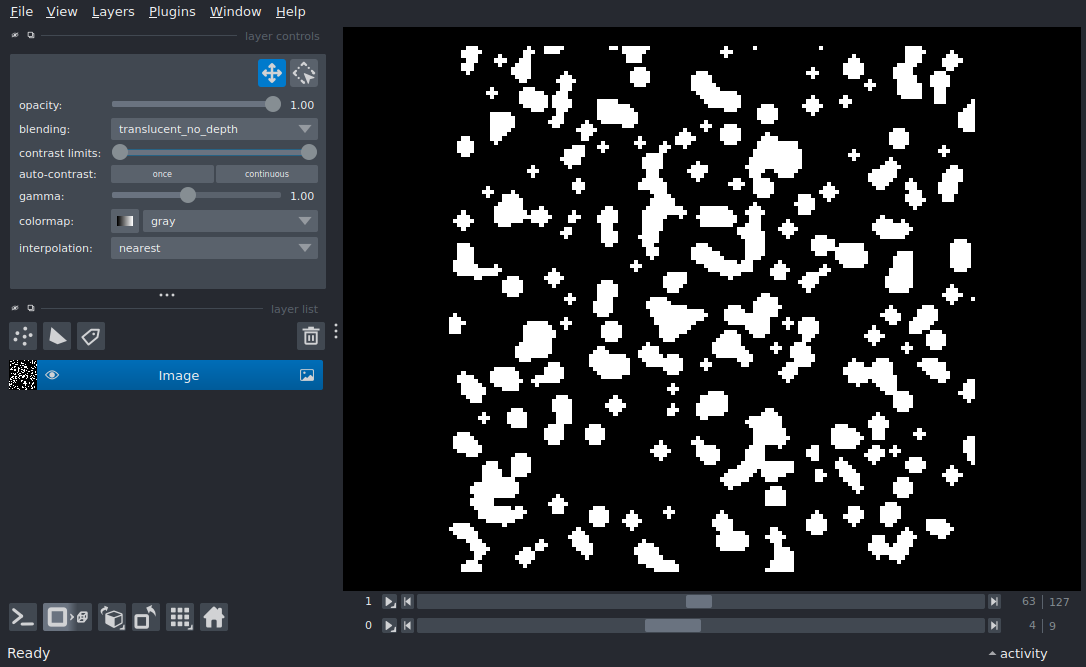 File View Layers Plugins Window Help
layer controls
opacity: 1.00
blending: translucent_no_depth
contrast limits:
auto-contrast: once continuous
gamma: 1.00
colormap: gray
interpolation: nearest
layer list
Image
1 63 | 127
0 4 | 9
Ready activity